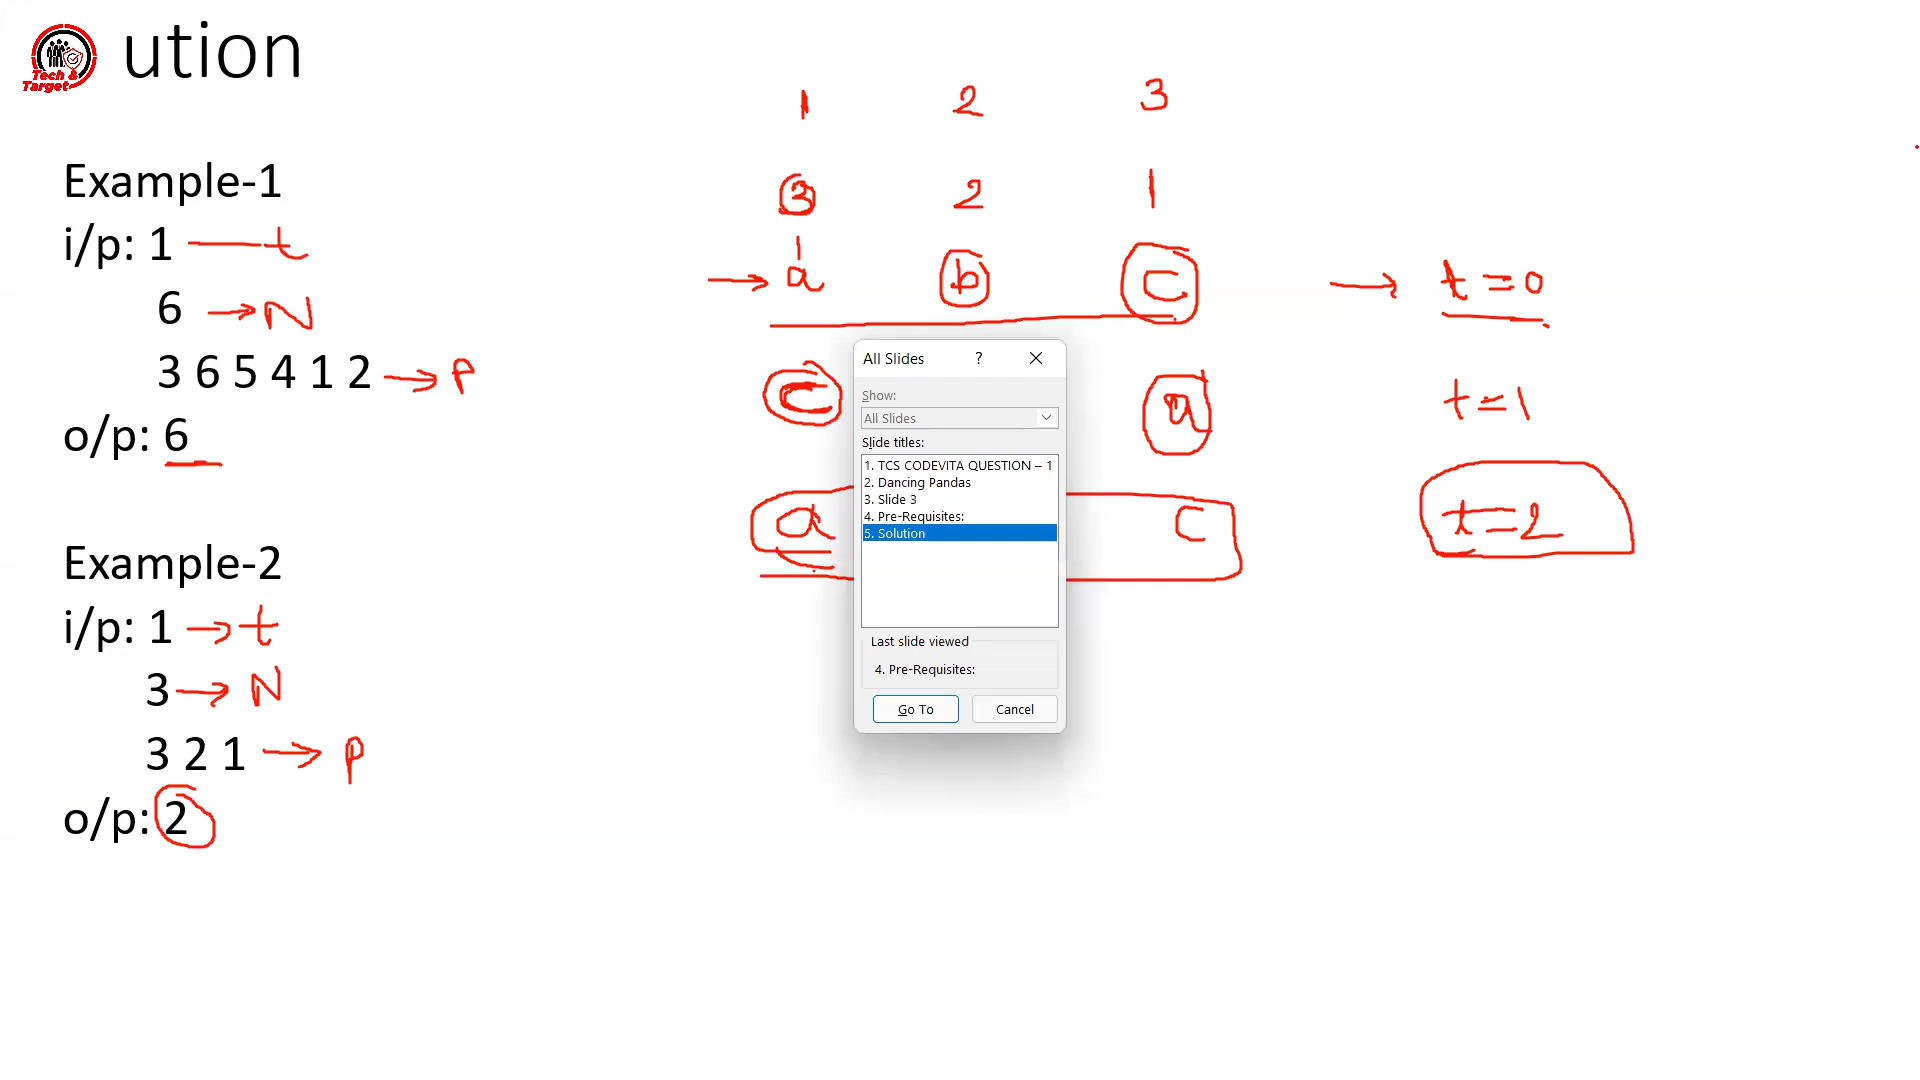 Tech &
Target
ution
Example-1
i/p: 1 — t
6 → N
3 6 5 4 1 2 → P
o/p: 6
Example-2
i/p: 1 → t
3 → N
3 2 1 → P
o/p: 2
1 2 3
3 2 1
1
→ a b c → t = 0
c a t = 1
a c t = 2
All Slides ? ×
Show:
All Slides
Slide titles:
1. TCS CODEVITA QUESTION – 1
2. Dancing Pandas
3. Slide 3
4. Pre-Requisites:
5. Solution
Last slide viewed
4. Pre-Requisites:
Go To Cancel